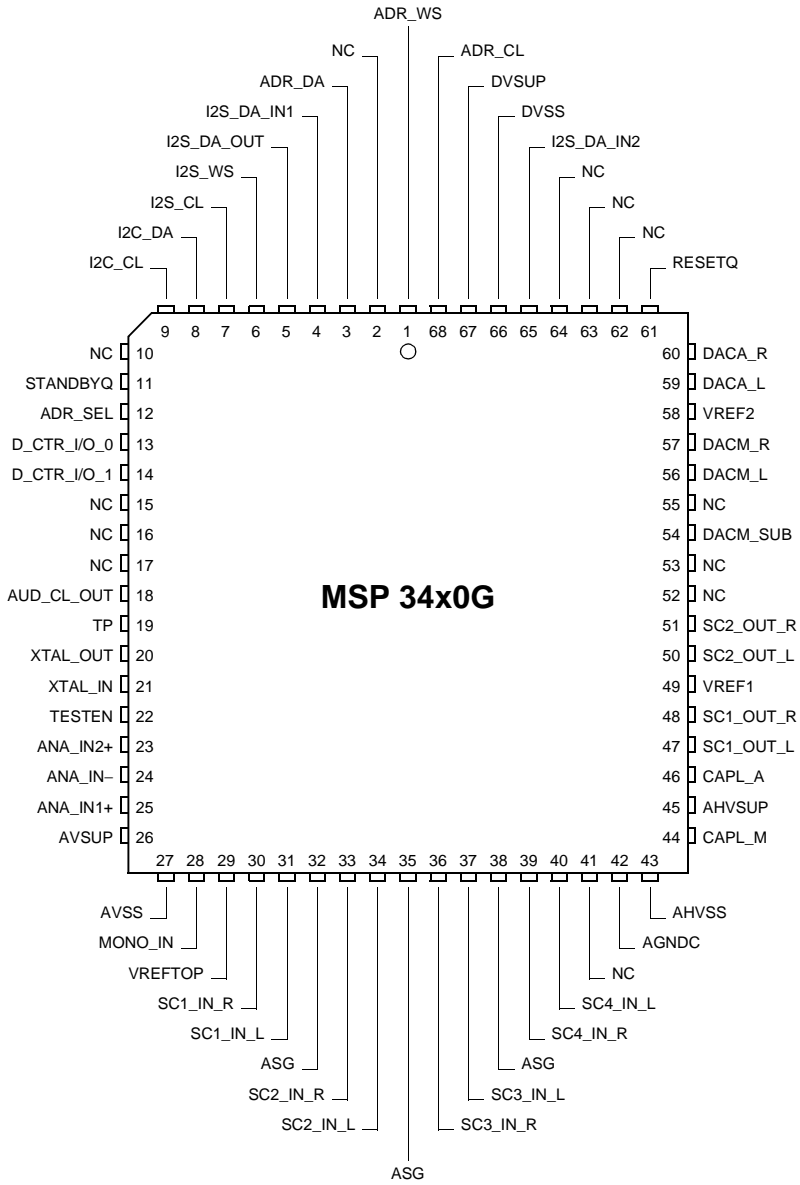 ADR_WS
NC ADR_CL
ADR_DA DVSUP
I2S_DA_IN1 DVSS
I2S_DA_OUT I2S_DA_IN2
I2S_WS NC
I2S_CL NC
I2C_DA NC
I2C_CL RESETQ
9 8 7 6 5 4 3 2 1 68 67 66 65 64 63 62 61
NC 10 60 DACA_R
STANDBYQ 11 59 DACA_L
ADR_SEL 12 58 VREF2
D_CTR_I/O_0 13 57 DACM_R
D_CTR_I/O_1 14 56 DACM_L
NC 15 55 NC
NC 16 54 DACM_SUB
NC 17 53 NC
AUD_CL_OUT 18 52 NC
MSP 34x0G
TP 19 51 SC2_OUT_R
XTAL_OUT 20 50 SC2_OUT_L
XTAL_IN 21 49 VREF1
TESTEN 22 48 SC1_OUT_R
ANA_IN2+ 23 47 SC1_OUT_L
ANA_IN− 24 46 CAPL_A
ANA_IN1+ 25 45 AHVSUP
AVSUP 26 44 CAPL_M
27 28 29 30 31 32 33 34 35 36 37 38 39 40 41 42 43
AVSS AHVSS
MONO_IN AGNDC
VREFTOP NC
SC1_IN_R SC4_IN_L
SC1_IN_L SC4_IN_R
ASG ASG
SC2_IN_R SC3_IN_L
SC2_IN_L SC3_IN_R
ASG